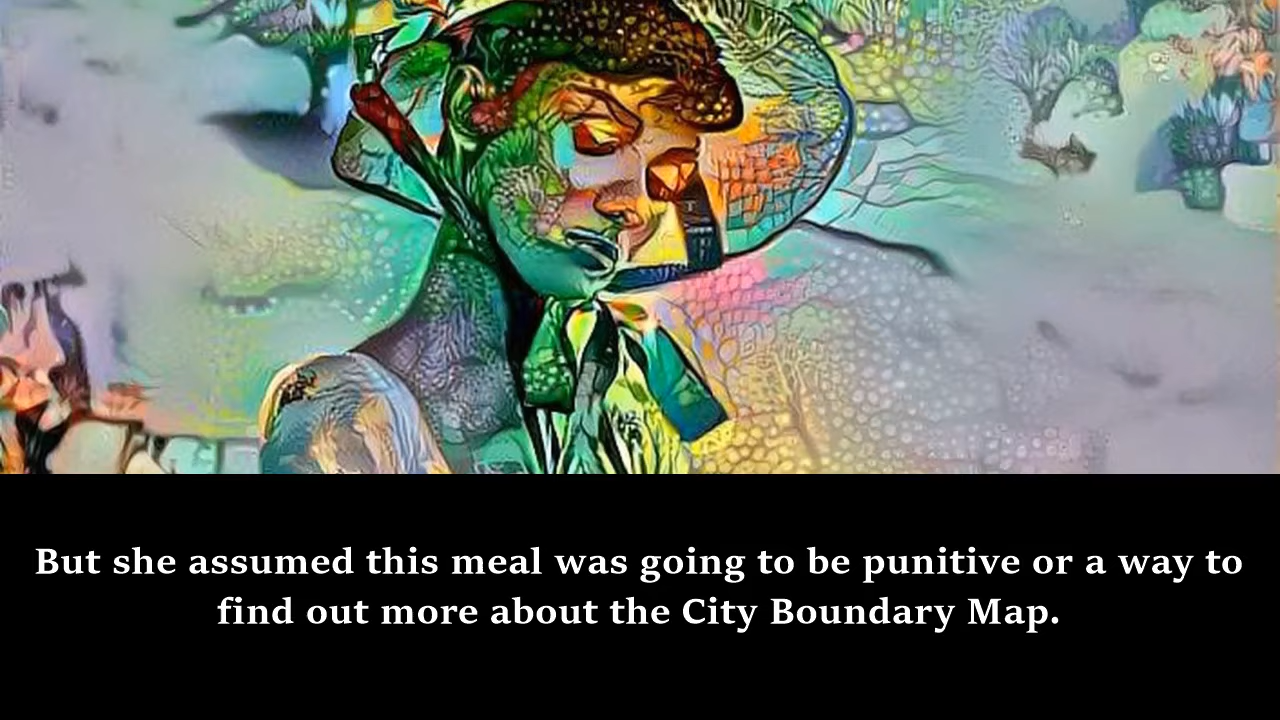 But she assumed this meal was going to be punitive or a way to
find out more about the City Boundary Map.